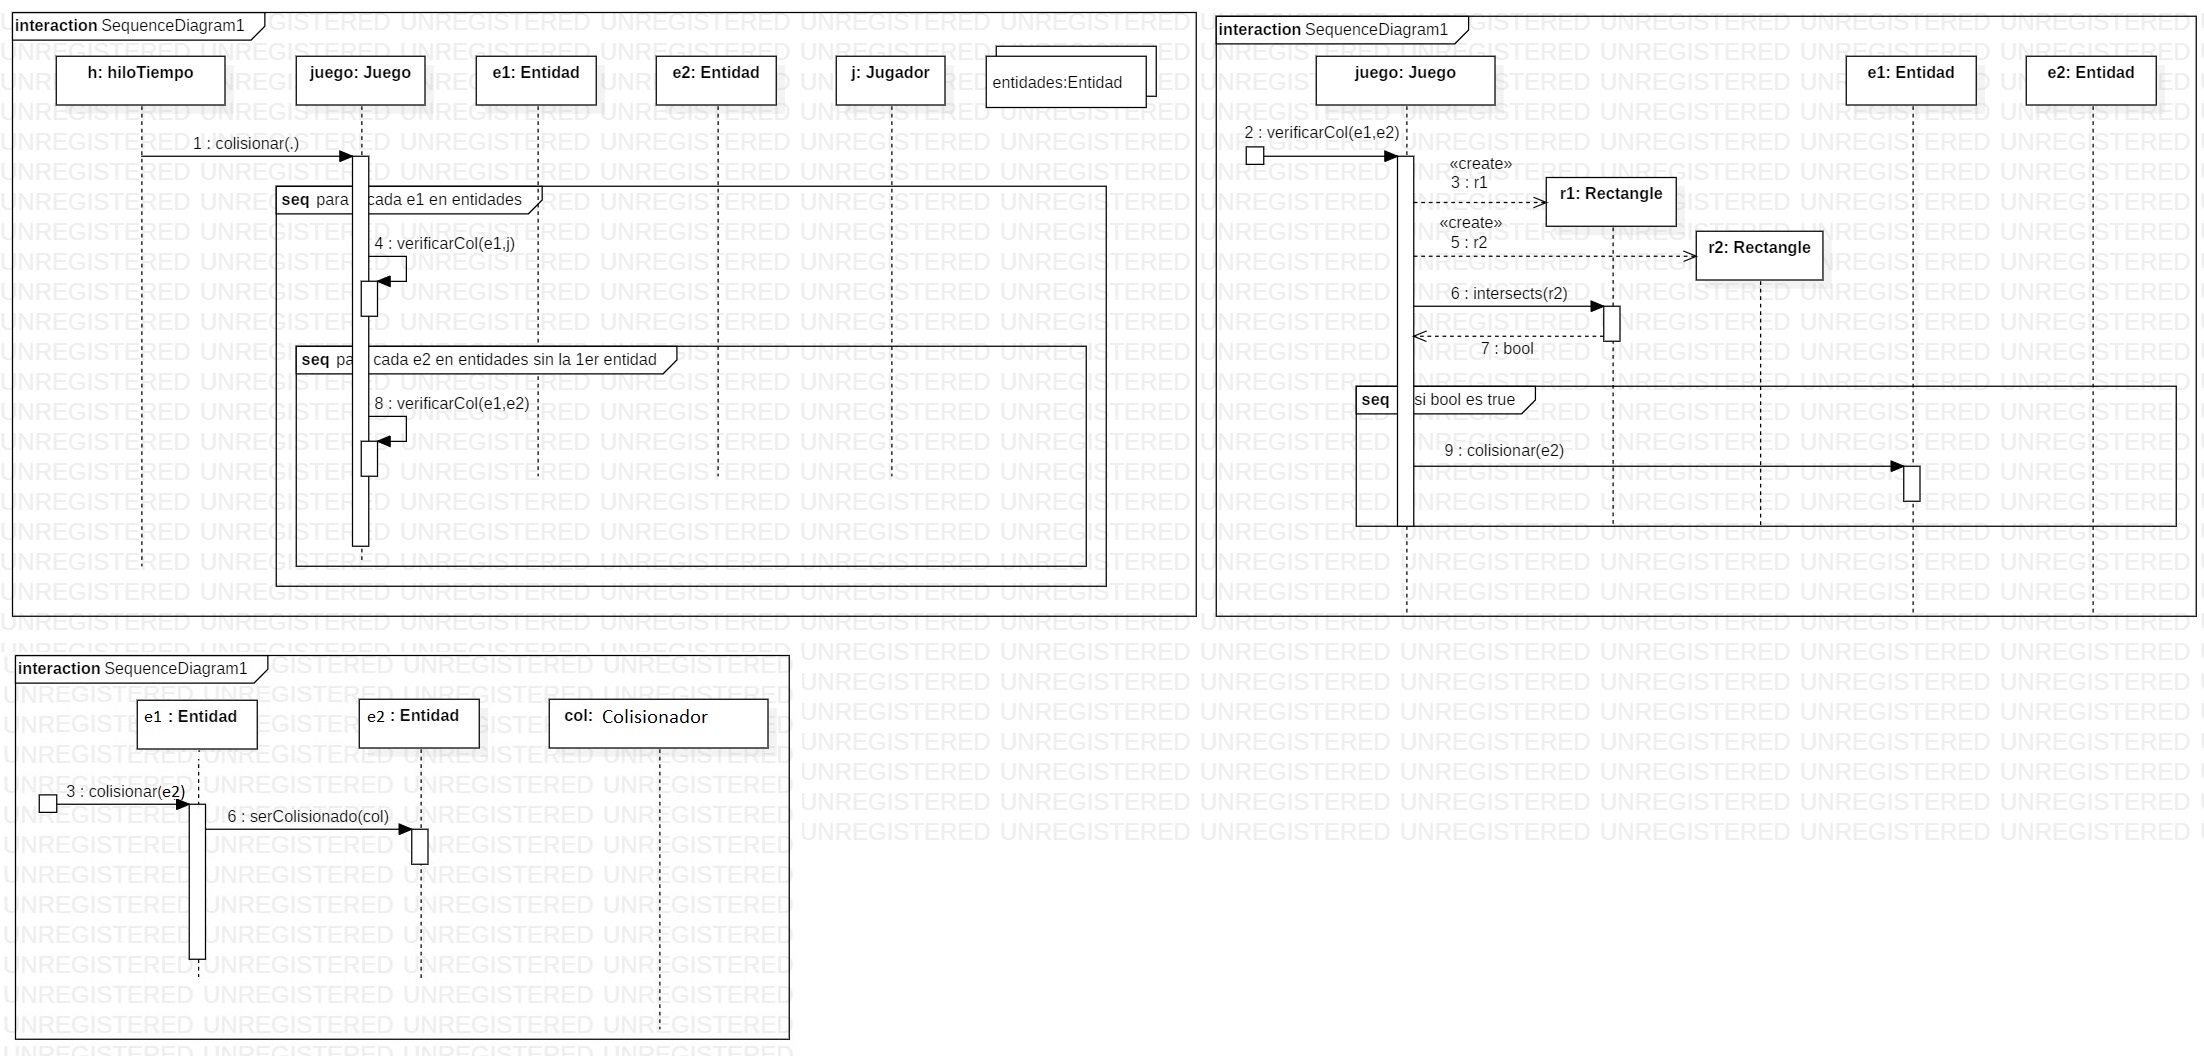 interaction SequenceDiagram1
h: hiloTiempo
juego: Juego
e1: Entidad
e2: Entidad
j: Jugador
entidades:Entidad
1 : colisionar(.)
seq para cada e1 en entidades
4 : verificarCol(e1,j)
seq pa cada e2 en entidades sin la 1er entidad
8 : verificarCol(e1,e2)
interaction SequenceDiagram1
juego: Juego
e1: Entidad
e2: Entidad
2 : verificarCol(e1,e2)
«create»
3 : r1
r1: Rectangle
«create»
5 : r2
r2: Rectangle
6 : intersects(r2)
7 : bool
seq si bool es true
9 : colisionar(e2)
interaction SequenceDiagram1
e1 : Entidad
e2 : Entidad
col: Colisionador
3 : colisionar(e2)
6 : serColisionado(col)
UNREGISTERED